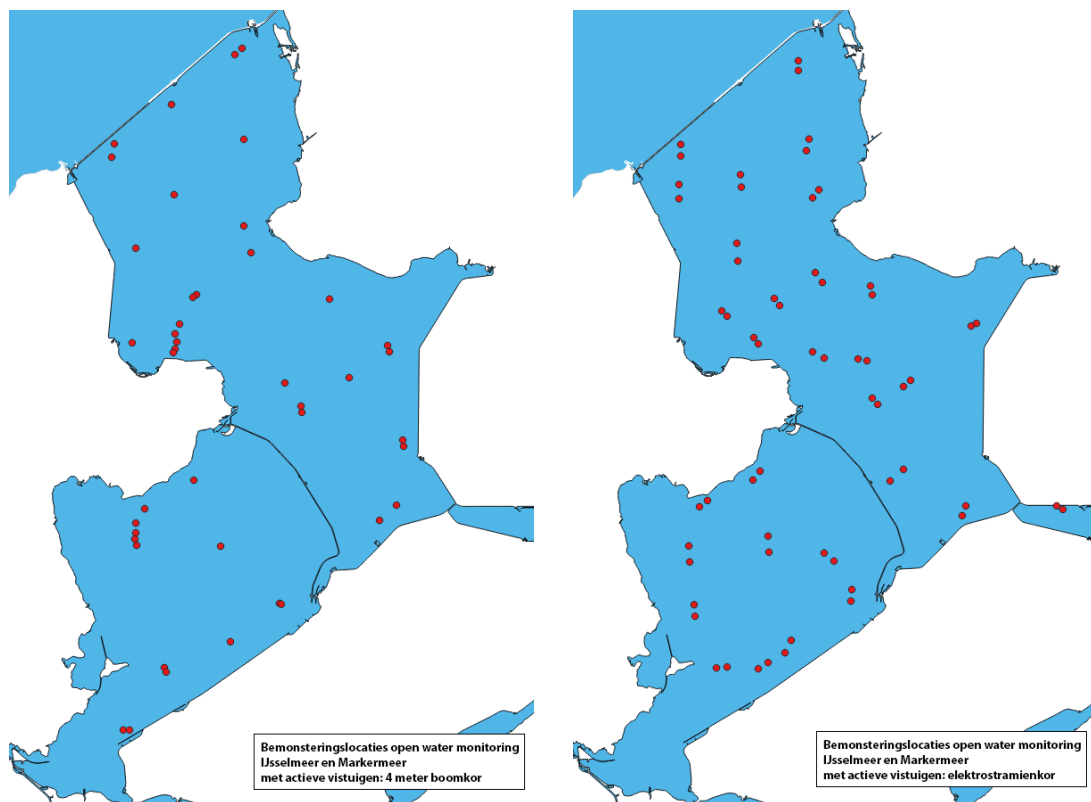 Bemonsteringslocaties open water monitoring
IJsselmeer en Markermeer
met actieve vistuigen: 4 meter boomkor
Bemonsteringslocaties open water monitoring
IJsselmeer en Markermeer
met actieve vistuigen: elektrostramienkor